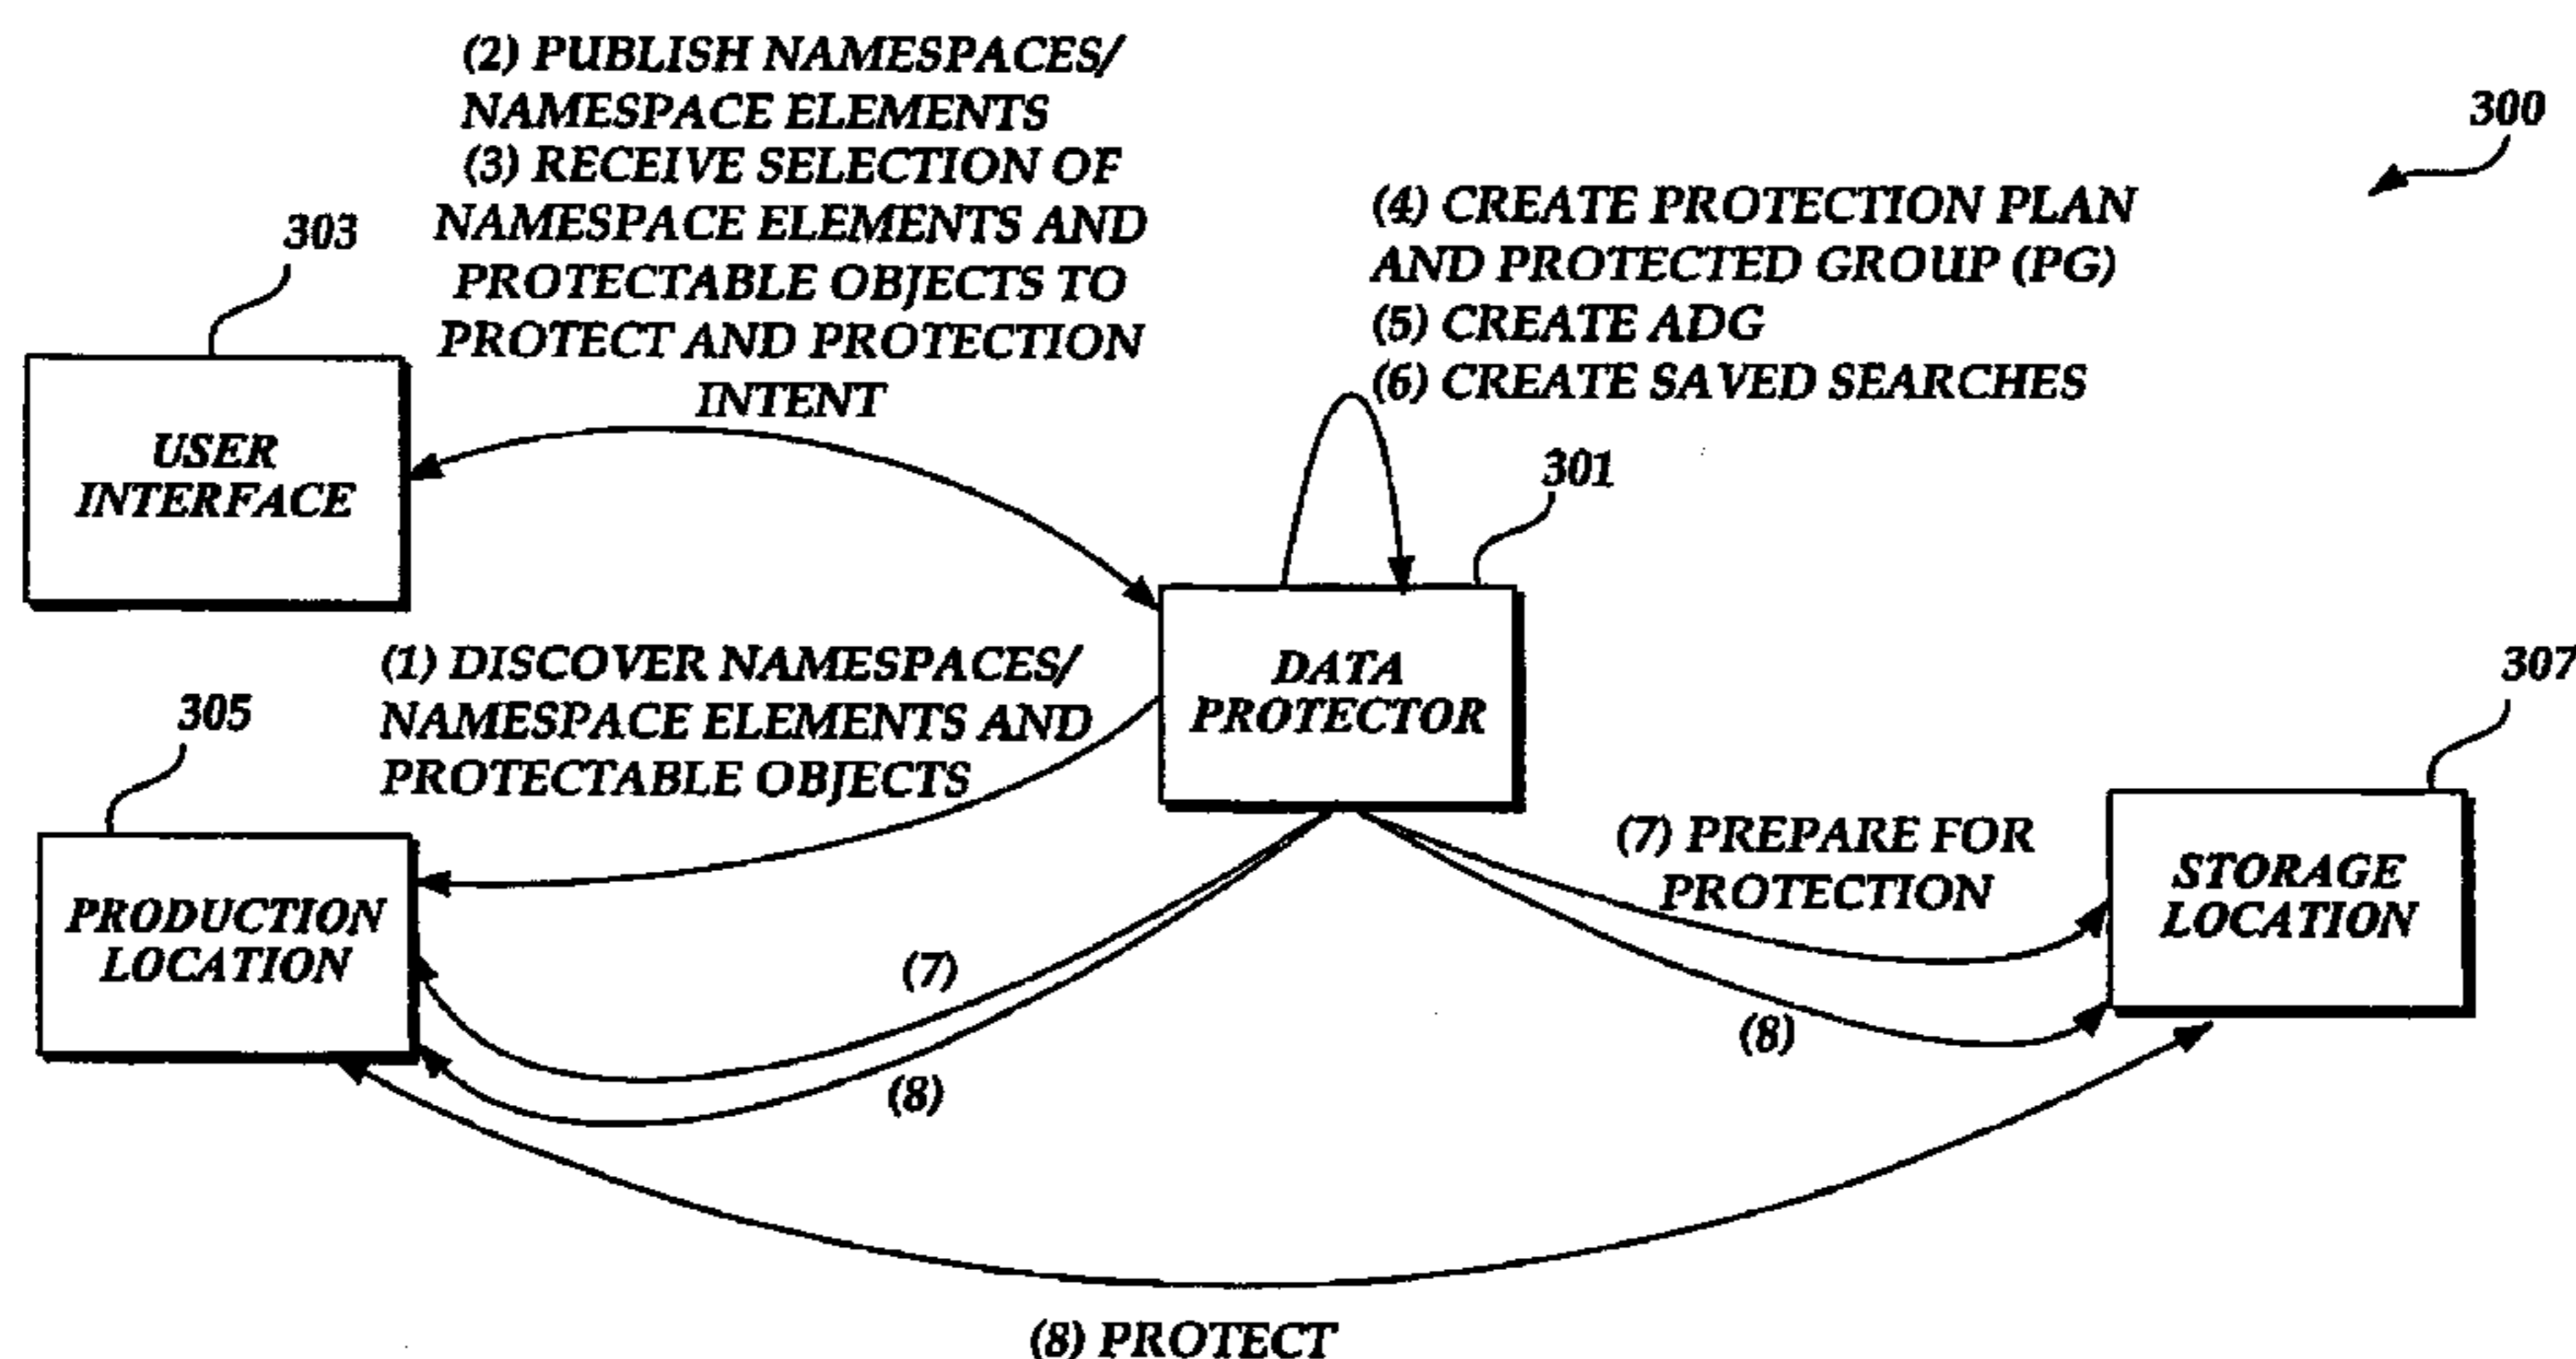 (2) PUBLISH NAMESPACES/
NAMESPACE ELEMENTS
(3) RECEIVE SELECTION OF
NAMESPACE ELEMENTS AND
PROTECTABLE OBJECTS TO
PROTECT AND PROTECTION
INTENT
300
303
(4) CREATE PROTECTION PLAN
AND PROTECTED GROUP (PG)
(5) CREATE ADG
(6) CREATE SAVED SEARCHES
USER
INTERFACE
301
(1) DISCOVER NAMESPACES/
NAMESPACE ELEMENTS AND
PROTECTABLE OBJECTS
DATA
PROTECTOR
305
307
PRODUCTION
LOCATION
(7) PREPARE FOR
PROTECTION
STORAGE
LOCATION
(7)
(8)
(8)
(8) PROTECT